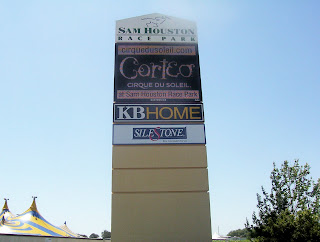 SAM HOUSTON
RACE PARK
cirquedusoleil.com
Corteo
CIRQUE DU SOLEIL
at Sam Houston Race Park
KB HOME
SILESTONE